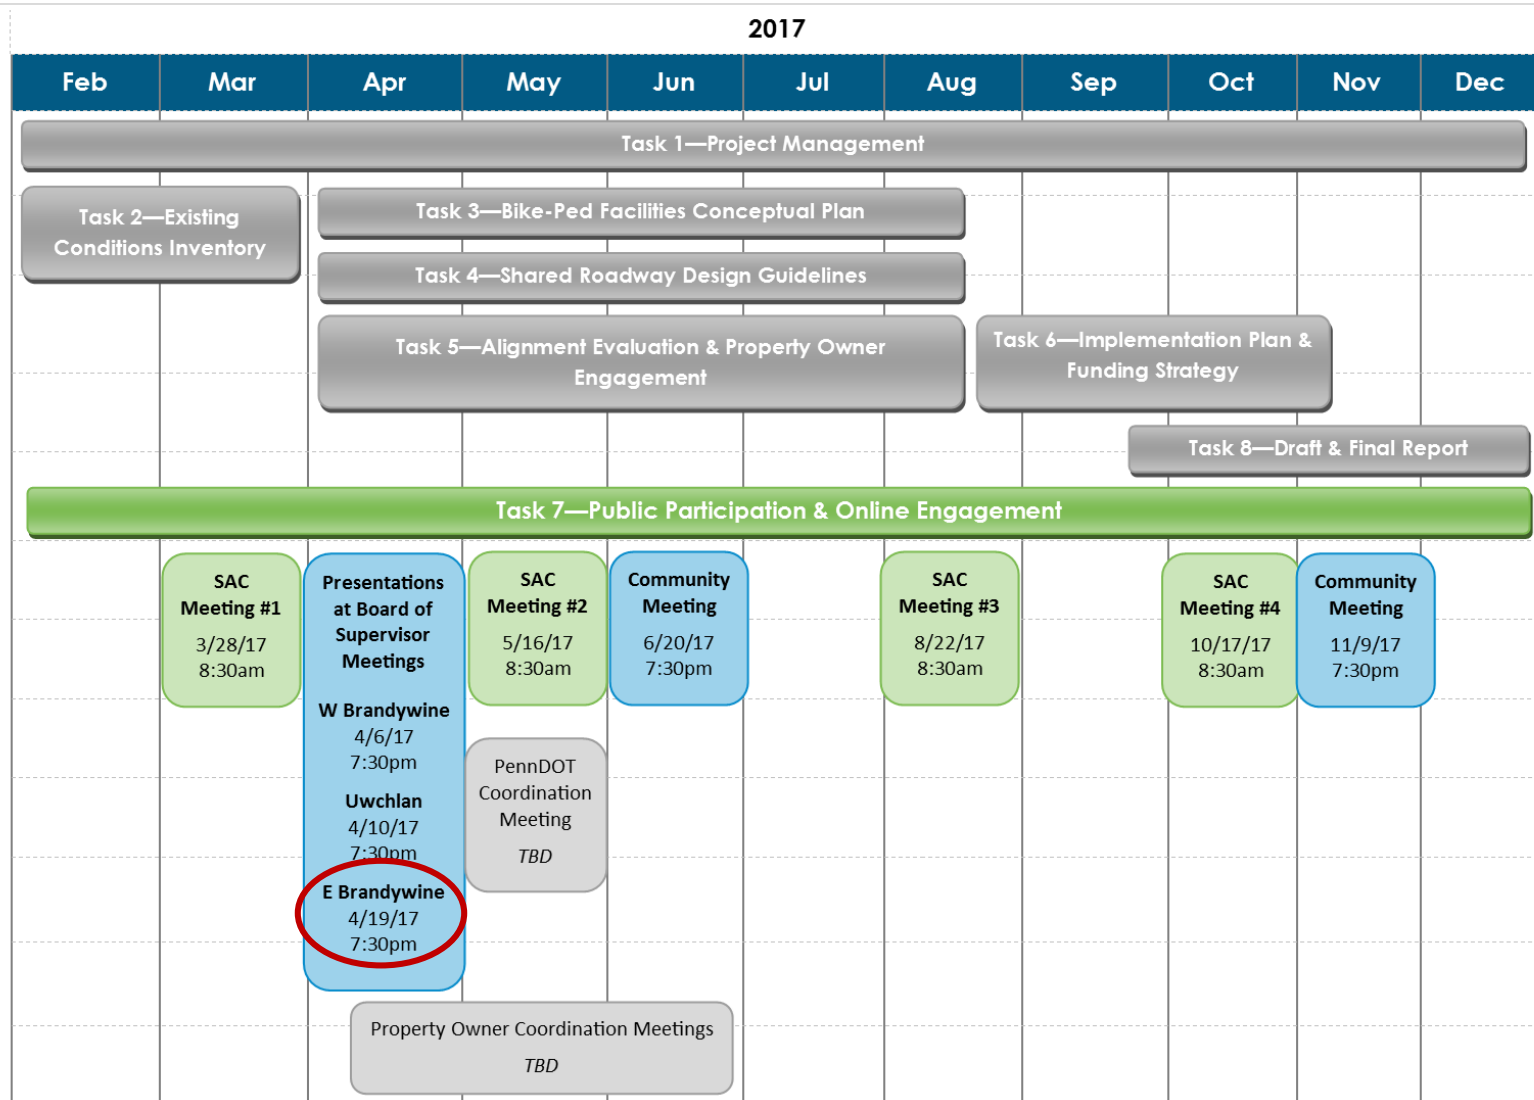 2017
Feb Mar Apr May Jun Jul Aug Sep Oct Nov Dec
Task 1—Project Management
Task 2—Existing
Conditions Inventory
Task 3—Bike-Ped Facilities Conceptual Plan
Task 4—Shared Roadway Design Guidelines
Task 5—Alignment Evaluation & Property Owner
Engagement
Task 6—Implementation Plan &
Funding Strategy
Task 8—Draft & Final Report
Task 7—Public Participation & Online Engagement
SAC
Meeting #1
3/28/17
8:30am
Presentations
at Board of
Supervisor
Meetings
W Brandywine
4/6/17
7:30pm
Uwchlan
4/10/17
7:30pm
E Brandywine
4/19/17
7:30pm
SAC
Meeting #2
5/16/17
8:30am
PennDOT
Coordination
Meeting
TBD
Community
Meeting
6/20/17
7:30pm
SAC
Meeting #3
8/22/17
8:30am
SAC
Meeting #4
10/17/17
8:30am
Community
Meeting
11/9/17
7:30pm
Property Owner Coordination Meetings
TBD